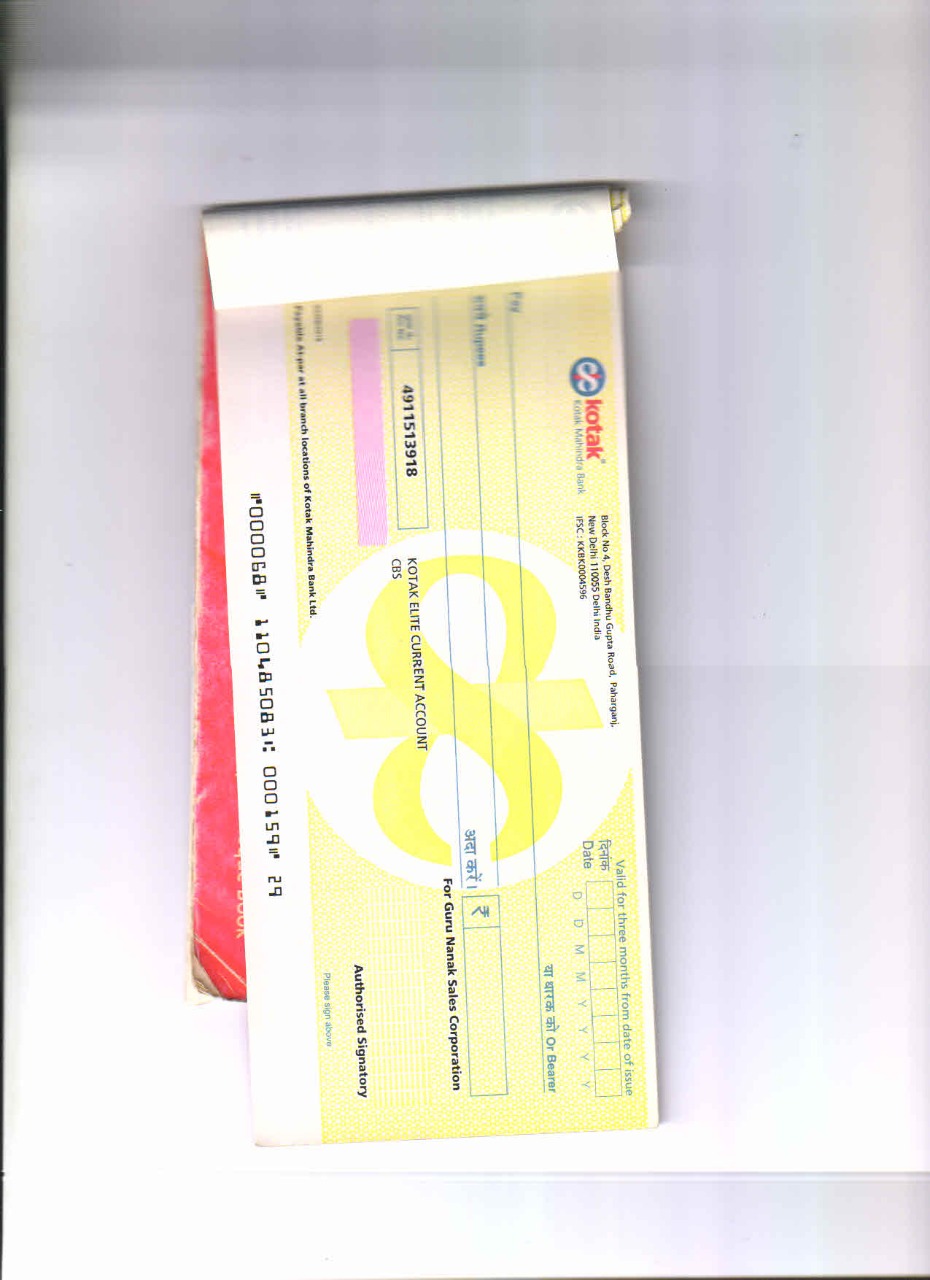 kotak
Kotak Mahindra Bank
Block No 4, Desh Bandhu Gupta Road, Paharganj,
New Delhi 110055 Delhi India
IFSC : KKBK0004596
Valid for three months from date of issue
दिनांक
Date
D D M M Y Y Y Y
Pay
या धारक को Or Bearer
रुपये Rupees
अदा करें।
₹
For Guru Nanak Sales Corporation
4911513918
KOTAK ELITE CURRENT ACCOUNT
CBS
Authorised Signatory
Please sign above
Payable At-par at all branch locations of Kotak Mahindra Bank Ltd.
⑈000068⑈ 110485083⑆ 000159⑈ 29
Book